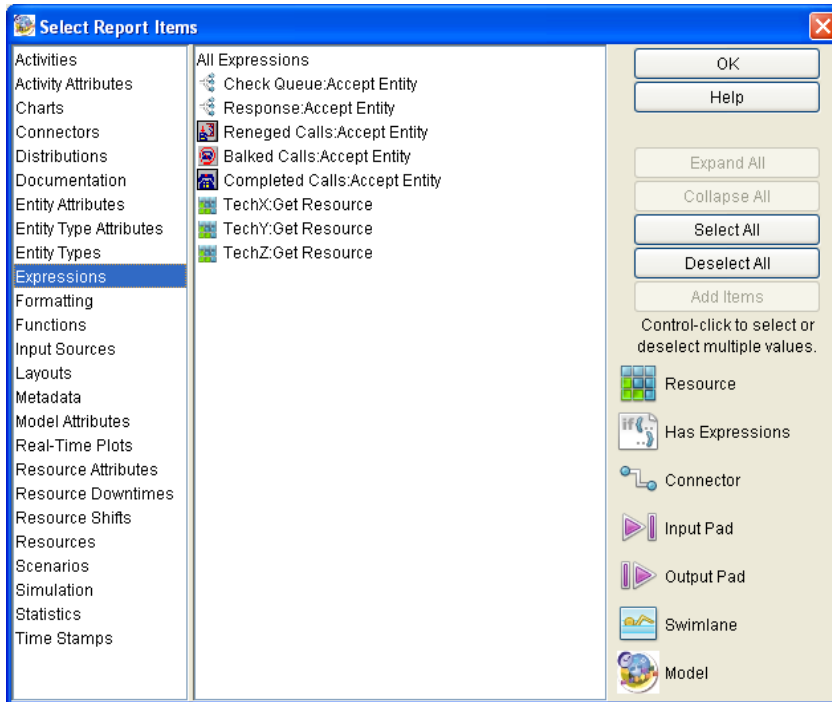 Select Report Items
Activities
Activity Attributes
Charts
Connectors
Distributions
Documentation
Entity Attributes
Entity Type Attributes
Entity Types
Expressions
Formatting
Functions
Input Sources
Layouts
Metadata
Model Attributes
Real-Time Plots
Resource Attributes
Resource Downtimes
Resource Shifts
Resources
Scenarios
Simulation
Statistics
Time Stamps
All Expressions
Check Queue:Accept Entity
Response:Accept Entity
Reneged Calls:Accept Entity
Balked Calls:Accept Entity
Completed Calls:Accept Entity
TechX:Get Resource
TechY:Get Resource
TechZ:Get Resource
OK
Help
Expand All
Collapse All
Select All
Deselect All
Add Items
Control-click to select or
deselect multiple values.
Resource
if(..
Has Expressions
Connector
Input Pad
Output Pad
Swimlane
Model